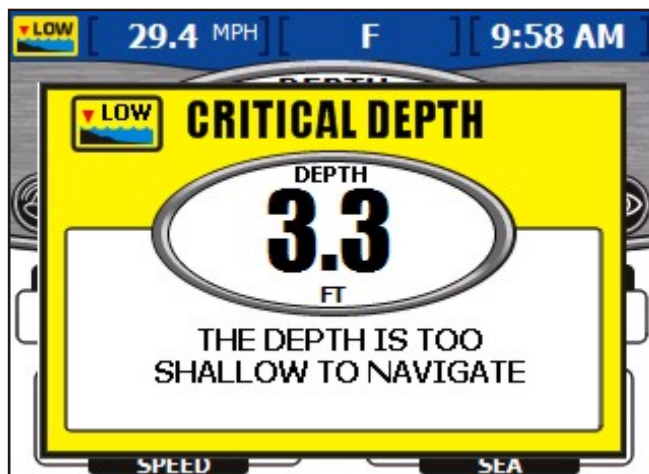 LOW 29.4 MPH F 9:58 AM
DEPTH
LOW CRITICAL DEPTH
DEPTH
3.3
FT
THE DEPTH IS TOO
SHALLOW TO NAVIGATE
SPEED SEA